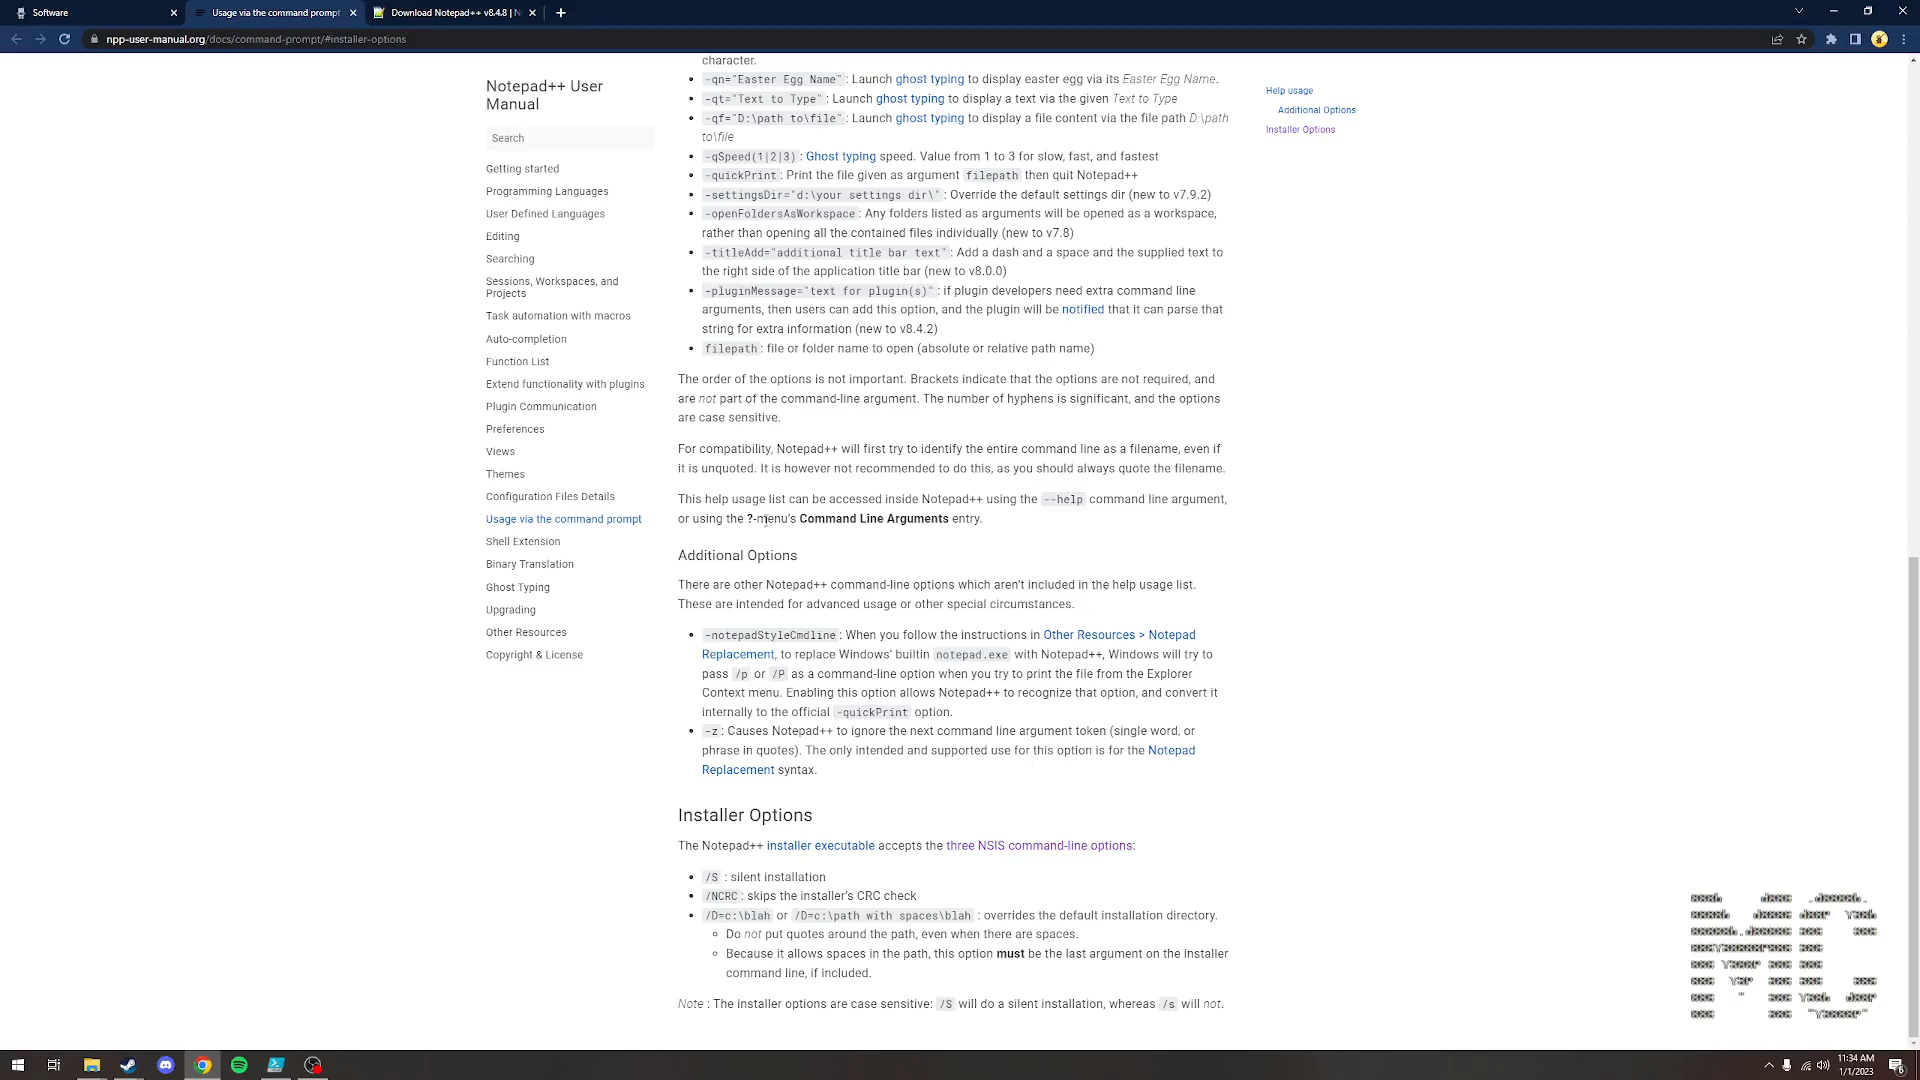 Software
Usage via the command prompt
Download Notepad++ v8.4.8 | N
npp-user-manual.org/docs/command-prompt/#installer-options
Notepad++ User
Manual
Search
Getting started
Programming Languages
User Defined Languages
Editing
Searching
Sessions, Workspaces, and
Projects
Task automation with macros
Auto-completion
Function List
Extend functionality with plugins
Plugin Communication
Preferences
Views
Themes
Configuration Files Details
Usage via the command prompt
Shell Extension
Binary Translation
Ghost Typing
Upgrading
Other Resources
Copyright & License
character.
-qn="Easter Egg Name": Launch ghost typing to display easter egg via its Easter Egg Name.
-qt="Text to Type": Launch ghost typing to display a text via the given Text to Type
-qf="D:\path to\file": Launch ghost typing to display a file content via the file path D:\path
to\file
-qSpeed(1|2|3): Ghost typing speed. Value from 1 to 3 for slow, fast, and fastest
-quickPrint: Print the file given as argument filepath then quit Notepad++
-settingsDir="d:\your settings dir\": Override the default settings dir (new to v7.9.2)
-openFoldersAsWorkspace: Any folders listed as arguments will be opened as a workspace,
rather than opening all the contained files individually (new to v7.8)
-titleAdd="additional title bar text": Add a dash and a space and the supplied text to
the right side of the application title bar (new to v8.0.0)
-pluginMessage="text for plugin(s)": if plugin developers need extra command line
arguments, then users can add this option, and the plugin will be notified that it can parse that
string for extra information (new to v8.4.2)
filepath: file or folder name to open (absolute or relative path name)
The order of the options is not important. Brackets indicate that the options are not required, and
are not part of the command-line argument. The number of hyphens is significant, and the options
are case sensitive.
For compatibility, Notepad++ will first try to identify the entire command line as a filename, even if
it is unquoted. It is however not recommended to do this, as you should always quote the filename.
This help usage list can be accessed inside Notepad++ using the --help command line argument,
or using the ?-menu's Command Line Arguments entry.
Additional Options
There are other Notepad++ command-line options which aren't included in the help usage list.
These are intended for advanced usage or other special circumstances.
-notepadStyleCmdline: When you follow the instructions in Other Resources > Notepad
Replacement, to replace Windows' builtin notepad.exe with Notepad++, Windows will try to
pass /p or /P as a command-line option when you try to print the file from the Explorer
Context menu. Enabling this option allows Notepad++ to recognize that option, and convert it
internally to the official -quickPrint option.
-z: Causes Notepad++ to ignore the next command line argument token (single word, or
phrase in quotes). The only intended and supported use for this option is for the Notepad
Replacement syntax.
Installer Options
The Notepad++ installer executable accepts the three NSIS command-line options:
/S : silent installation
/NCRC: skips the installer's CRC check
/D=c:\blah or /D=c:\path with spaces\blah : overrides the default installation directory.
Do not put quotes around the path, even when there are spaces.
Because it allows spaces in the path, this option must be the last argument on the installer
command line, if included.
Note : The installer options are case sensitive: /S will do a silent installation, whereas /s will not.
Help usage
Additional Options
Installer Options
11:34 AM
1/1/2023
6